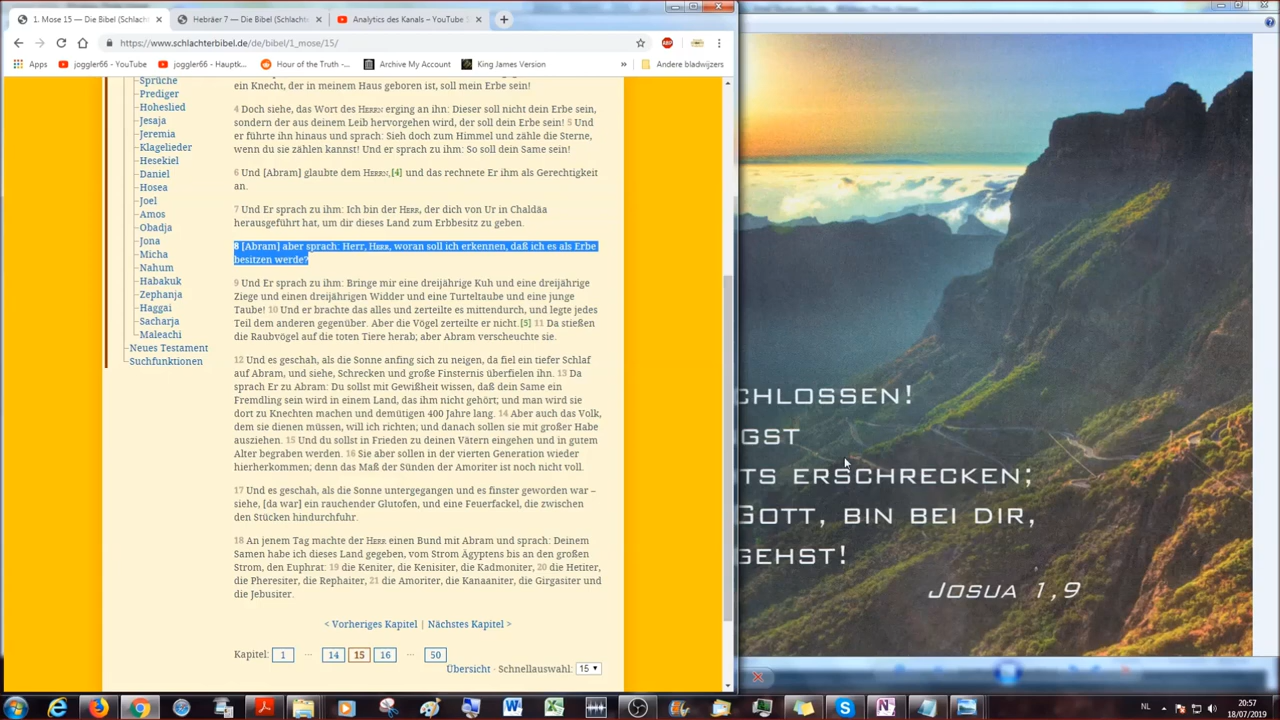 1. Mose 15 — Die Bibel (Schlachte
Hebräer 7 — Die Bibel (Schlachter
Analytics des Kanals – YouTube S
https://www.schlachterbibel.de/de/bibel/1_mose/15/
ABP
Apps
joggler66 - YouTube
joggler66 - Hauptk...
Hour of the Truth -...
Archive My Account
King James Version
»
Andere bladwijzers
Sprüche
Prediger
Hoheslied
Jesaja
Jeremia
Klagelieder
Hesekiel
Daniel
Hosea
Joel
Amos
Obadja
Jona
Micha
Nahum
Habakuk
Zephanja
Haggai
Sacharja
Maleachi
Neues Testament
Suchfunktionen
ein Knecht, der in meinem Haus geboren ist, soll mein Erbe sein!
4 Doch siehe, das Wort des HERRN erging an ihn: Dieser soll nicht dein Erbe sein,
sondern der aus deinem Leib hervorgehen wird, der soll dein Erbe sein! 5 Und
er führte ihn hinaus und sprach: Sieh doch zum Himmel und zähle die Sterne,
wenn du sie zählen kannst! Und er sprach zu ihm: So soll dein Same sein!
6 Und [Abram] glaubte dem HERRN,[4] und das rechnete Er ihm als Gerechtigkeit
an.
7 Und Er sprach zu ihm: Ich bin der HERR, der dich von Ur in Chaldäa
herausgeführt hat, um dir dieses Land zum Erbbesitz zu geben.
8 [Abram] aber sprach: Herr, HERR, woran soll ich erkennen, daß ich es als Erbe
besitzen werde?
9 Und Er sprach zu ihm: Bringe mir eine dreijährige Kuh und eine dreijährige
Ziege und einen dreijährigen Widder und eine Turteltaube und eine junge
Taube! 10 Und er brachte das alles und zerteilte es mittendurch, und legte jedes
Teil dem anderen gegenüber. Aber die Vögel zerteilte er nicht.[5] 11 Da stießen
die Raubvögel auf die toten Tiere herab; aber Abram verscheuchte sie.
12 Und es geschah, als die Sonne anfing sich zu neigen, da fiel ein tiefer Schlaf
auf Abram, und siehe, Schrecken und große Finsternis überfielen ihn. 13 Da
sprach Er zu Abram: Du sollst mit Gewißheit wissen, daß dein Same ein
Fremdling sein wird in einem Land, das ihm nicht gehört; und man wird sie
dort zu Knechten machen und demütigen 400 Jahre lang. 14 Aber auch das Volk,
dem sie dienen müssen, will ich richten; und danach sollen sie mit großer Habe
ausziehen. 15 Und du sollst in Frieden zu deinen Vätern eingehen und in gutem
Alter begraben werden. 16 Sie aber sollen in der vierten Generation wieder
hierherkommen; denn das Maß der Sünden der Amoriter ist noch nicht voll.
17 Und es geschah, als die Sonne untergegangen und es finster geworden war –
siehe, [da war] ein rauchender Glutofen, und eine Feuerfackel, die zwischen
den Stücken hindurchfuhr.
18 An jenem Tag machte der HERR einen Bund mit Abram und sprach: Deinem
Samen habe ich dieses Land gegeben, vom Strom Ägyptens bis an den großen
Strom, den Euphrat: 19 die Keniter, die Kenisiter, die Kadmoniter, 20 die Hetiter,
die Pheresiter, die Rephaiter, 21 die Amoriter, die Kanaaniter, die Girgasiter und
die Jebusiter.
< Vorheriges Kapitel | Nächstes Kapitel >
Kapitel: 1 ... 14 15 16 ... 50
Übersicht · Schnellauswahl: 15
CHLOSSEN!
GST
TS ERSCHRECKEN;
GOTT, BIN BEI DIR,
GEHST!
JOSUA 1,9
NL
20:57
18/07/2019